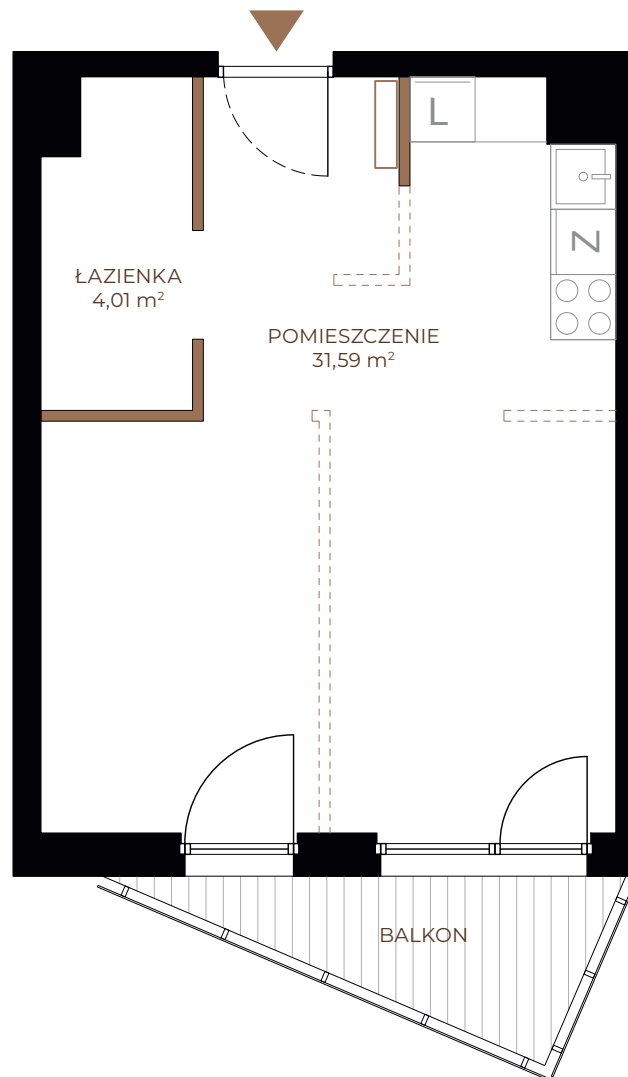 L
Z
ŁAZIENKA
4,01 m²
POMIESZCZENIE
31,59 m²
BALKON